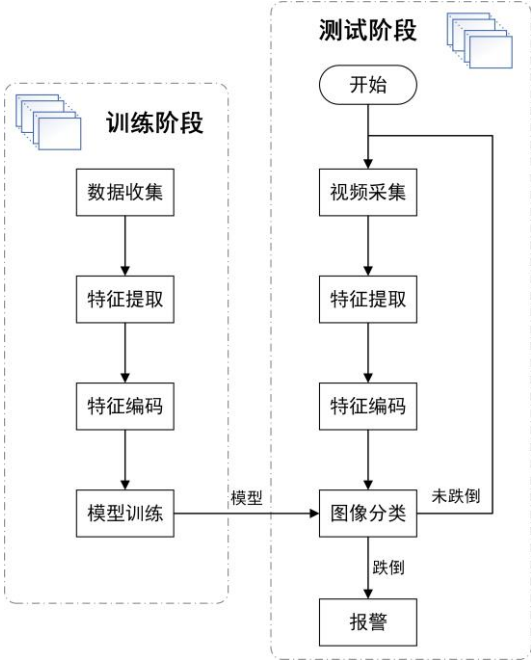 训练阶段
数据收集
特征提取
特征编码
模型训练
模型
测试阶段
开始
视频采集
特征提取
特征编码
图像分类
未跌倒
跌倒
报警